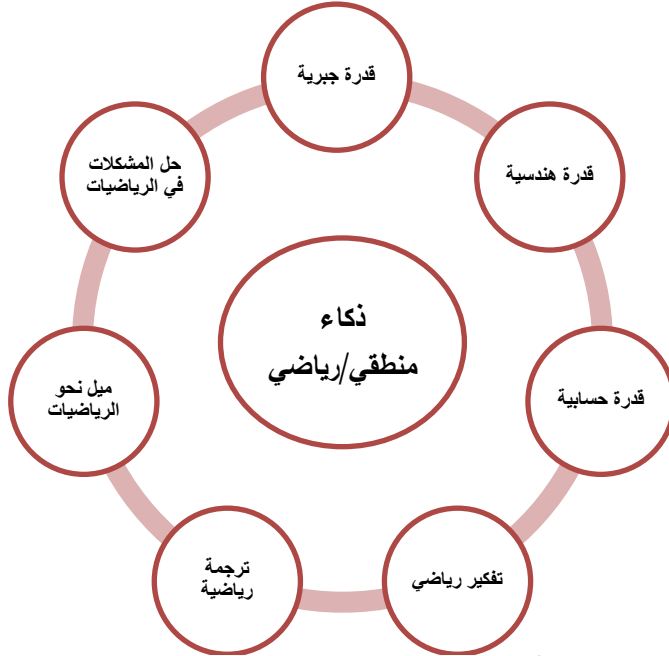 قدرة جبرية
قدرة هندسية
قدرة حسابية
تفكير رياضي
ترجمة
رياضية
ميل نحو
الرياضيات
حل المشكلات
في الرياضيات
ذكاء
منطقي/رياضي